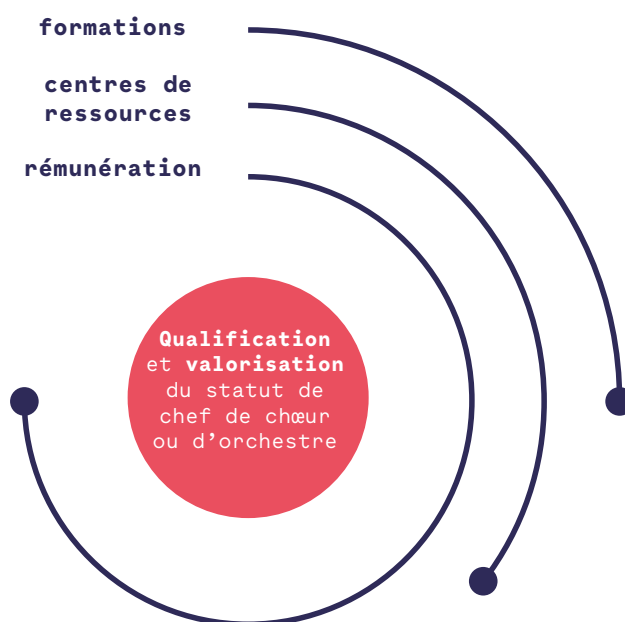 formations
centres de
ressources
rémunération
Qualification
et valorisation
du statut de
chef de chœur
ou d’orchestre